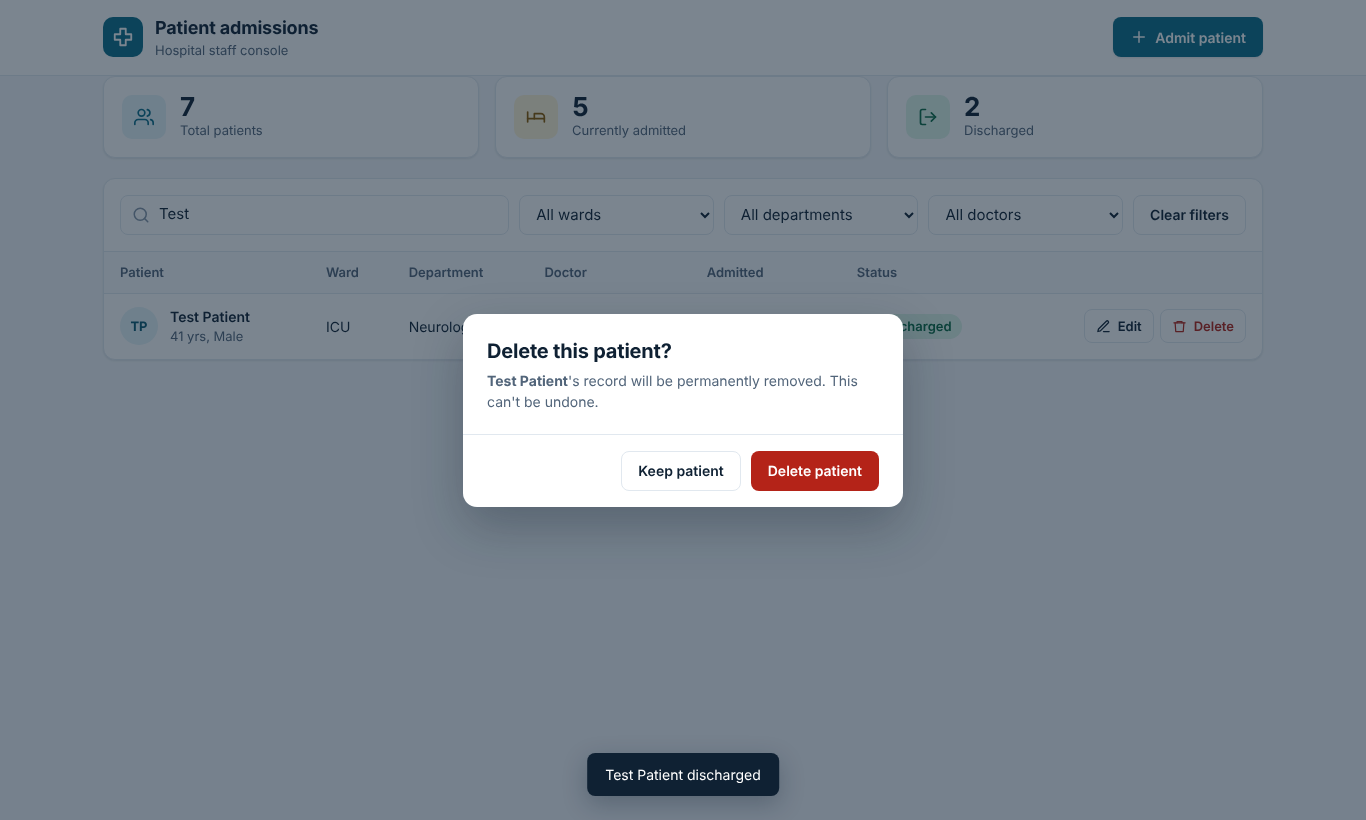 Patient admissions
Hospital staff console
Admit patient
7
Total patients
5
Currently admitted
2
Discharged
Test
All wards
All departments
All doctors
Clear filters
Patient Ward Department Doctor Admitted Status
TP
Test Patient
41 yrs, Male
ICU
Neurolo
charged
Edit
Delete
Delete this patient?
Test Patient's record will be permanently removed. This
can't be undone.
Keep patient
Delete patient
Test Patient discharged